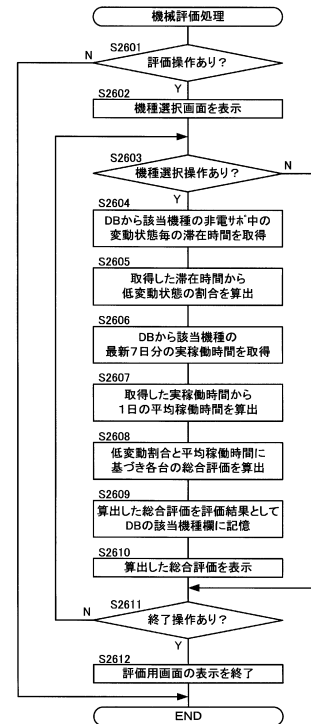 機械評価処理
S2601
N
評価操作あり？
Y
S2602
機種選択画面を表示
S2603
N
機種選択操作あり？
Y
S2604
DBから該当機種の非電サポ中の
変動状態毎の滞在時間を取得
S2605
取得した滞在時間から
低変動状態の割合を算出
S2606
DBから該当機種の
最新7日分の実稼働時間を取得
S2607
取得した実稼働時間から
1日の平均稼働時間を算出
S2608
低変動割合と平均稼働時間に
基づき各台の総合評価を算出
S2609
算出した総合評価を評価結果として
DBの該当機種欄に記憶
S2610
算出した総合評価を表示
S2611
N
終了操作あり？
Y
S2612
評価用画面の表示を終了
END